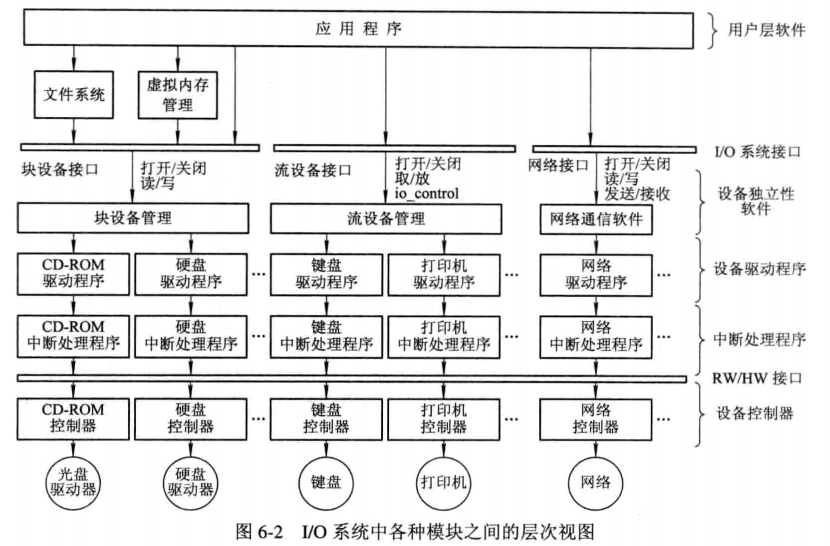 应 用 程 序
用户层软件
文件系统
虚拟内存
管理
I/O 系统接口
块设备接口
打开/关闭
读/写
流设备接口
打开/关闭
取/放
io_control
网络接口
打开/关闭
读/写
发送/接收
设备独立性
软件
块设备管理
流设备管理
网络通信软件
CD-ROM
驱动程序
硬盘
驱动程序
...
键盘
驱动程序
打印机
驱动程序
...
网络
驱动程序
...
设备驱动程序
CD-ROM
中断处理程序
硬盘
中断处理程序
键盘
中断处理程序
打印机
中断处理程序
...
网络
中断处理程序
...
中断处理程序
RW/HW 接口
CD-ROM
控制器
硬盘
控制器
...
键盘
控制器
打印机
控制器
...
网络
控制器
...
设备控制器
光盘
驱动器
硬盘
驱动器
键盘
打印机
网络
图 6-2 I/O 系统中各种模块之间的层次视图